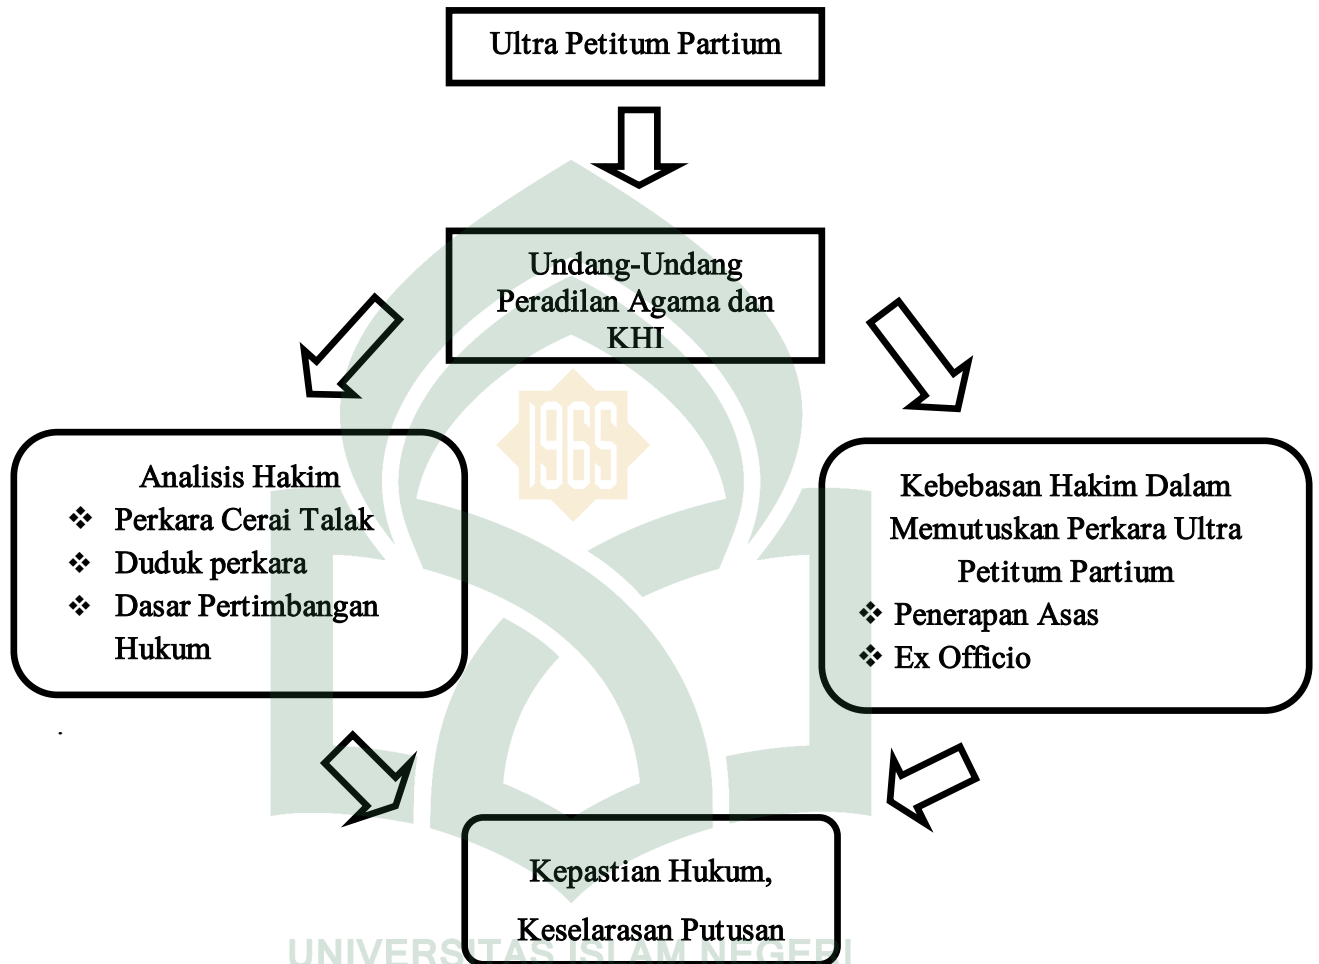 Ultra Petitum Partium
Undang-Undang
Peradilan Agama dan
KHI
1965
Analisis Hakim
❖ Perkara Cerai Talak
❖ Duduk perkara
❖ Dasar Pertimbangan
Hukum
.
Kebebasan Hakim Dalam
Memutuskan Perkara Ultra
Petitum Partium
❖ Penerapan Asas
❖ Ex Officio
Kepastian Hukum,
Keselarasan Putusan
UNIVERSITAS ISLAM NEGERI